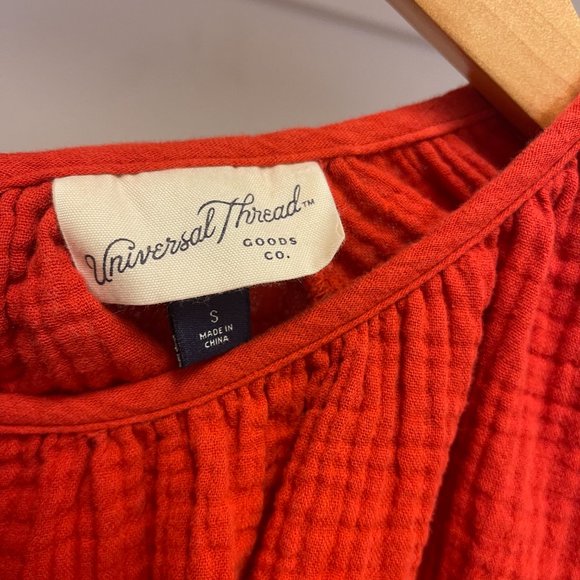 Universal Thread™
GOODS
CO.
S
MADE IN
CHINA